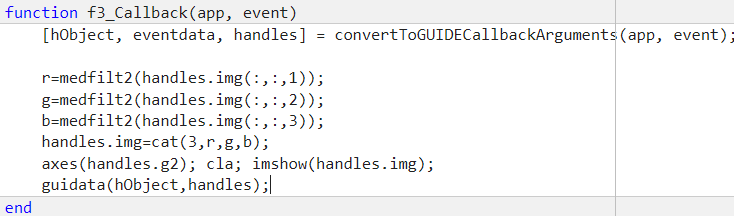 function f3_Callback(app, event)
[hObject, eventdata, handles] = convertToGUIDECallbackArguments(app, event);
r=medfilt2(handles.img(:,:,1));
g=medfilt2(handles.img(:,:,2));
b=medfilt2(handles.img(:,:,3));
handles.img=cat(3,r,g,b);
axes(handles.g2); cla; imshow(handles.img);
guidata(hObject,handles);
end